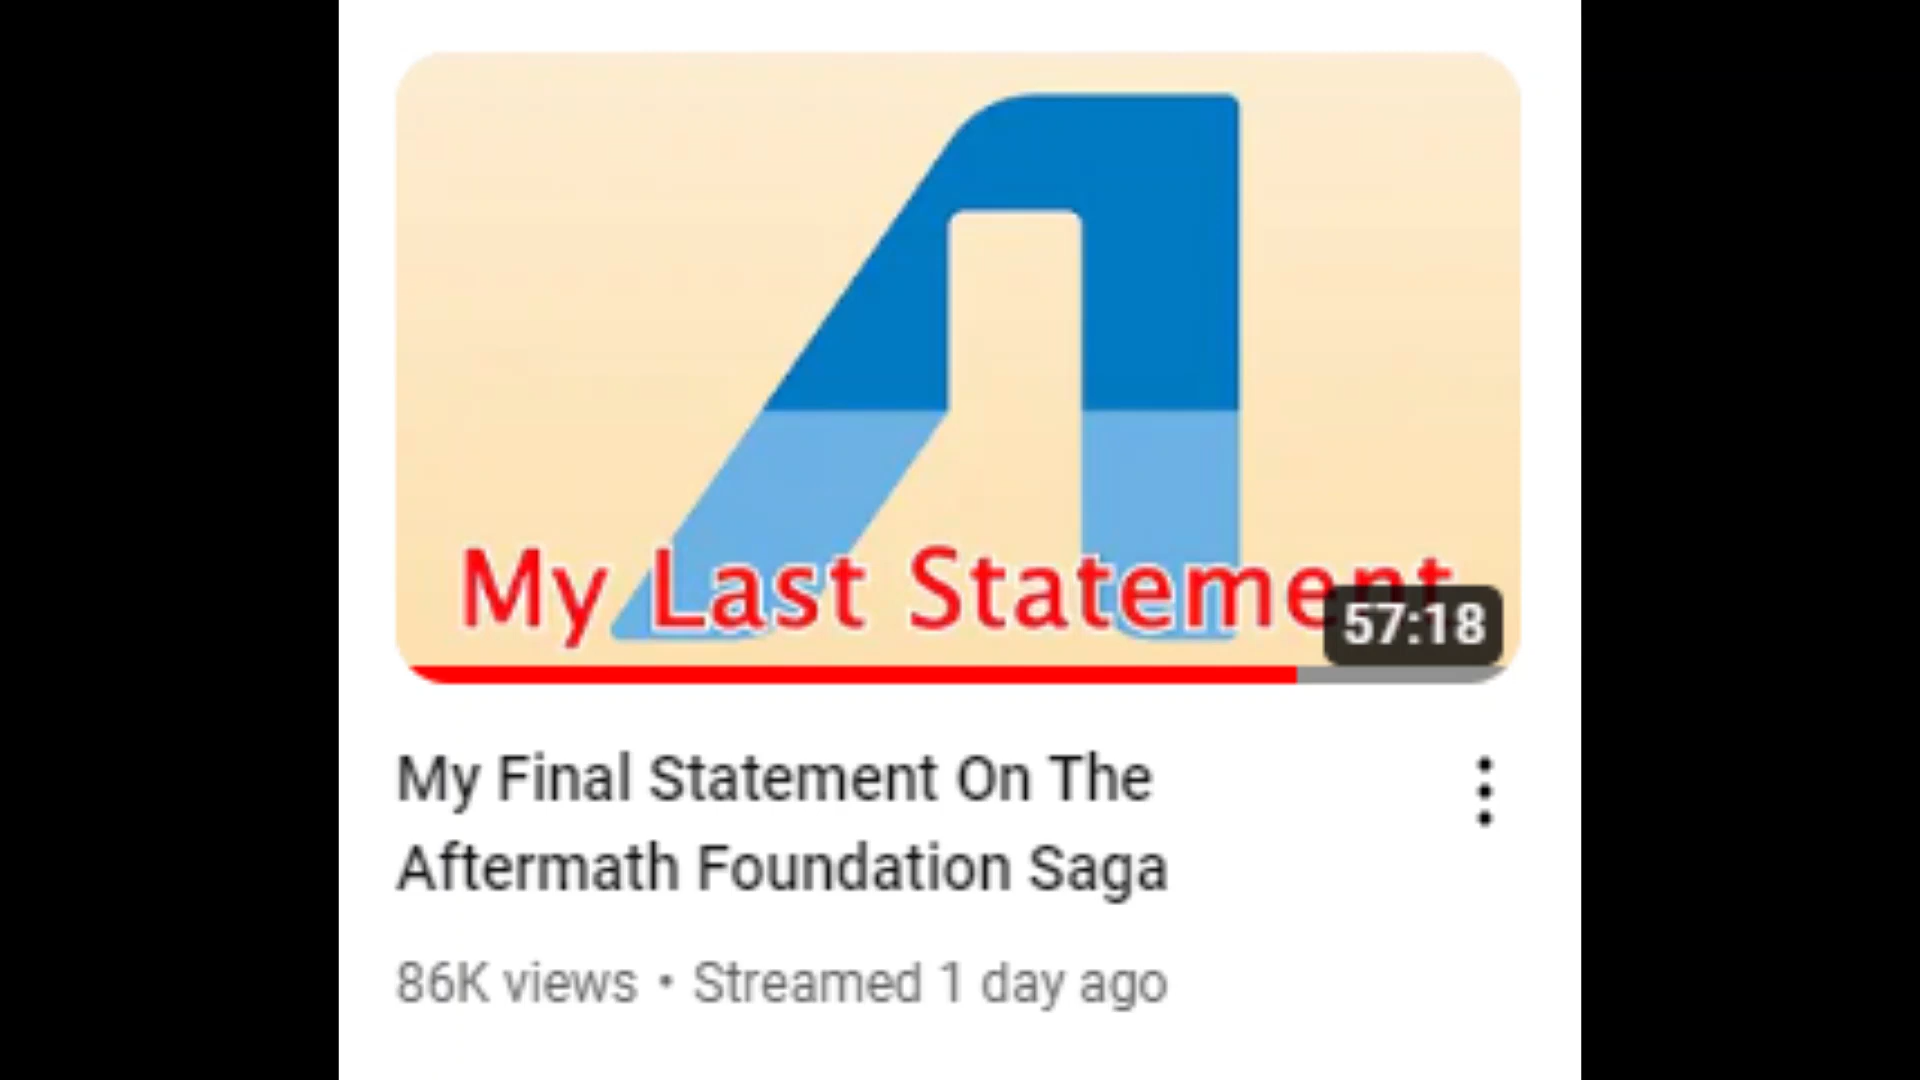 My Last Statement
57:18
My Final Statement On The
Aftermath Foundation Saga
86K views • Streamed 1 day ago